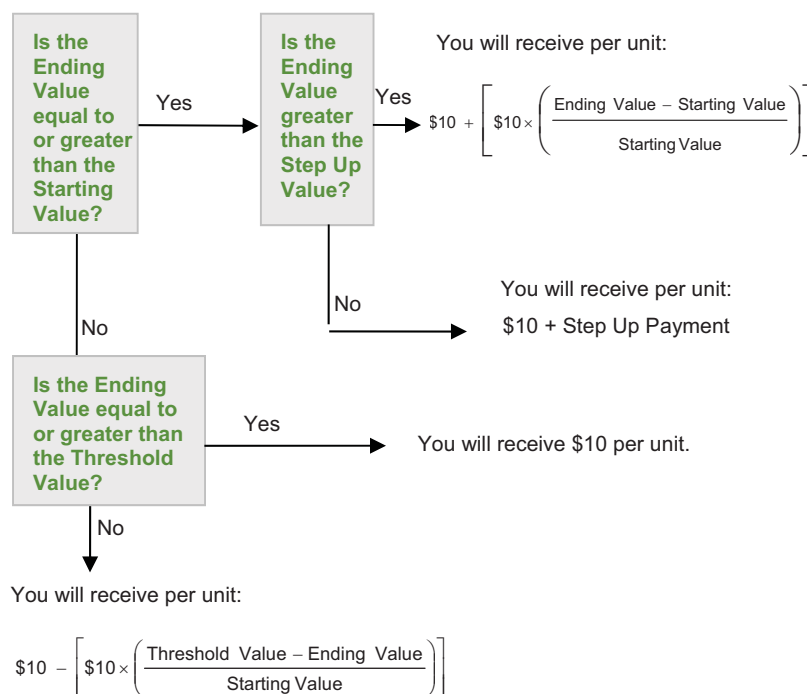 Is the
Ending
Value
equal to
or greater
than the
Starting
Value?
Yes
Is the
Ending
Value
greater
than the
Step Up
Value?
Yes
You will receive per unit:
$10 + [ $10 × ( Ending Value – Starting Value
Starting Value ) ]
No
You will receive per unit:
$10 + Step Up Payment
No
Is the Ending
Value equal to
or greater than
the Threshold
Value?
Yes
You will receive $10 per unit.
No
You will receive per unit:
$10 – [ $10 × ( Threshold Value – Ending Value
Starting Value ) ]